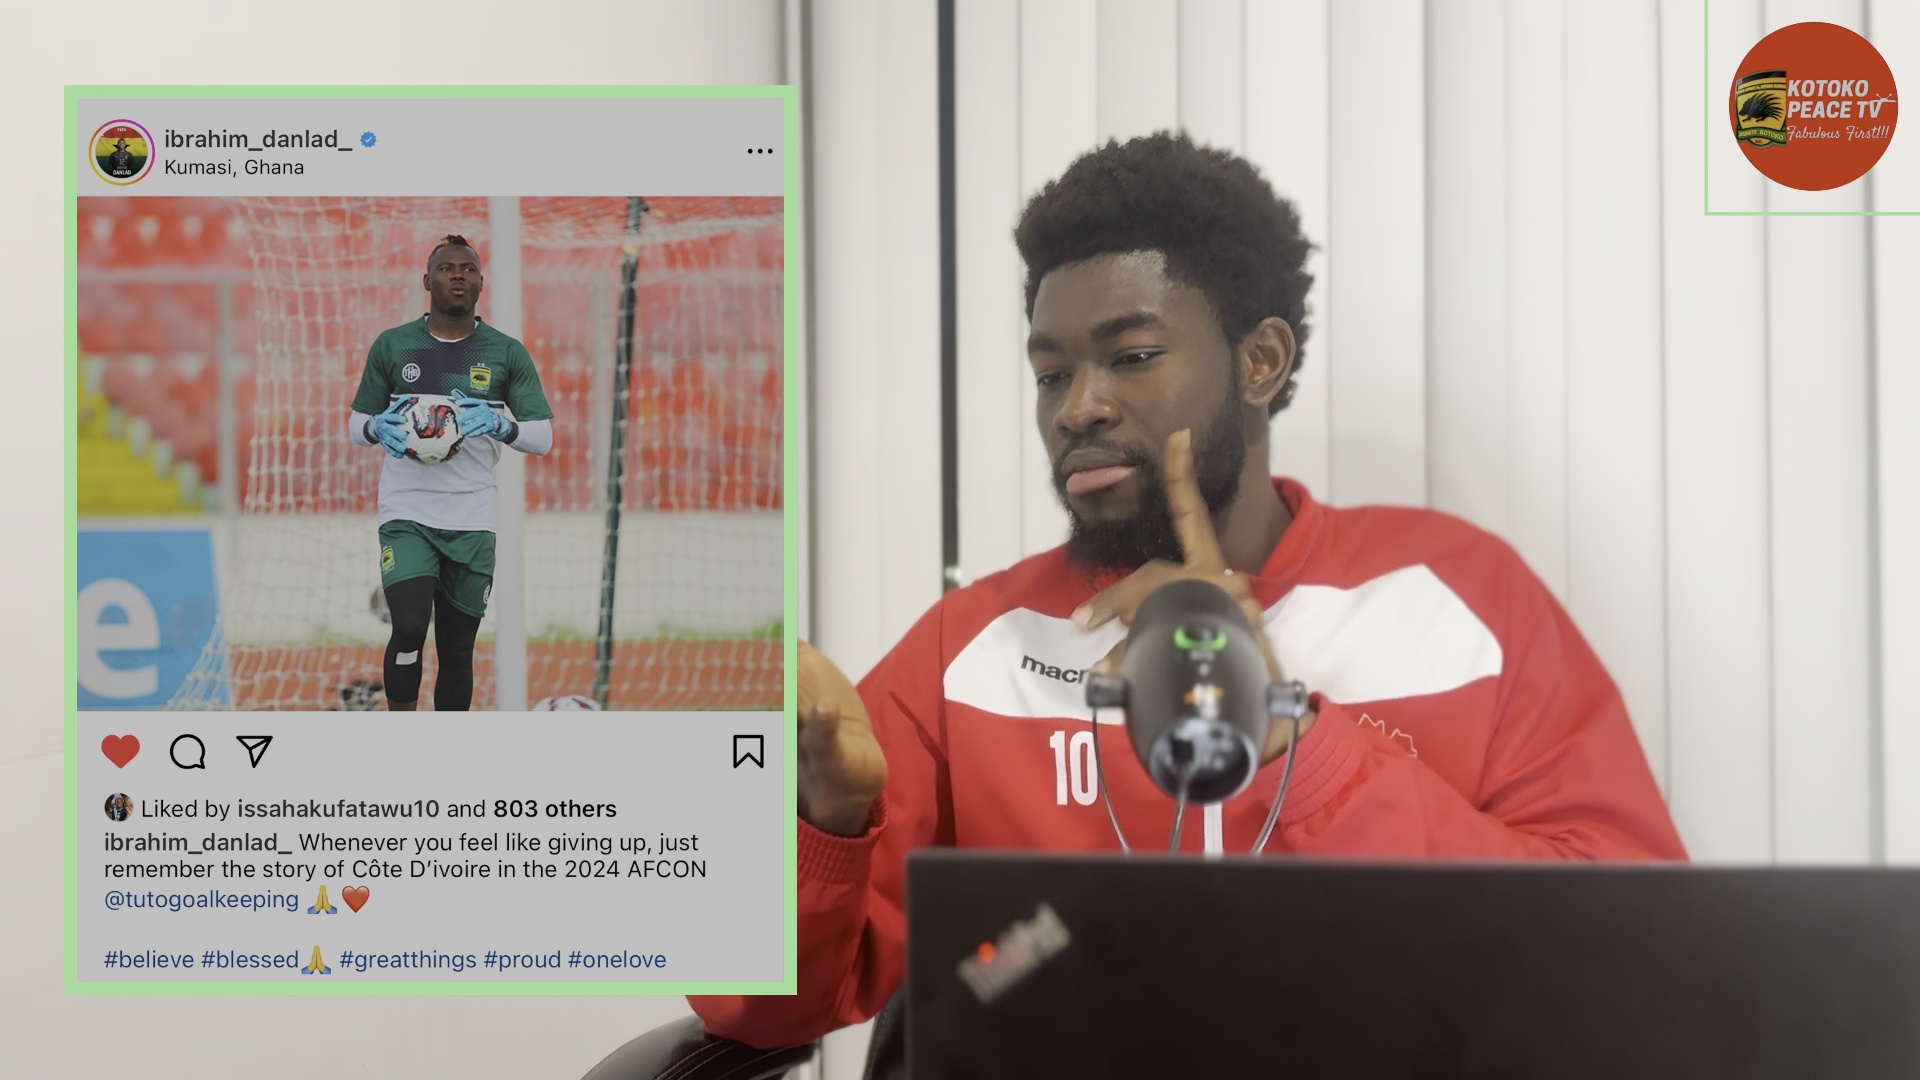 ibrahim_danlad_
Kumasi, Ghana
THB
e
Liked by issahakufatawu10 and 803 others
ibrahim_danlad_ Whenever you feel like giving up, just
remember the story of Côte D’ivoire in the 2024 AFCON
@tutogoalkeeping 🙏❤️
#believe #blessed🙏 #greatthings #proud #onelove
KOTOKO
PEACE TV
Fabulous First!!!
macr
10